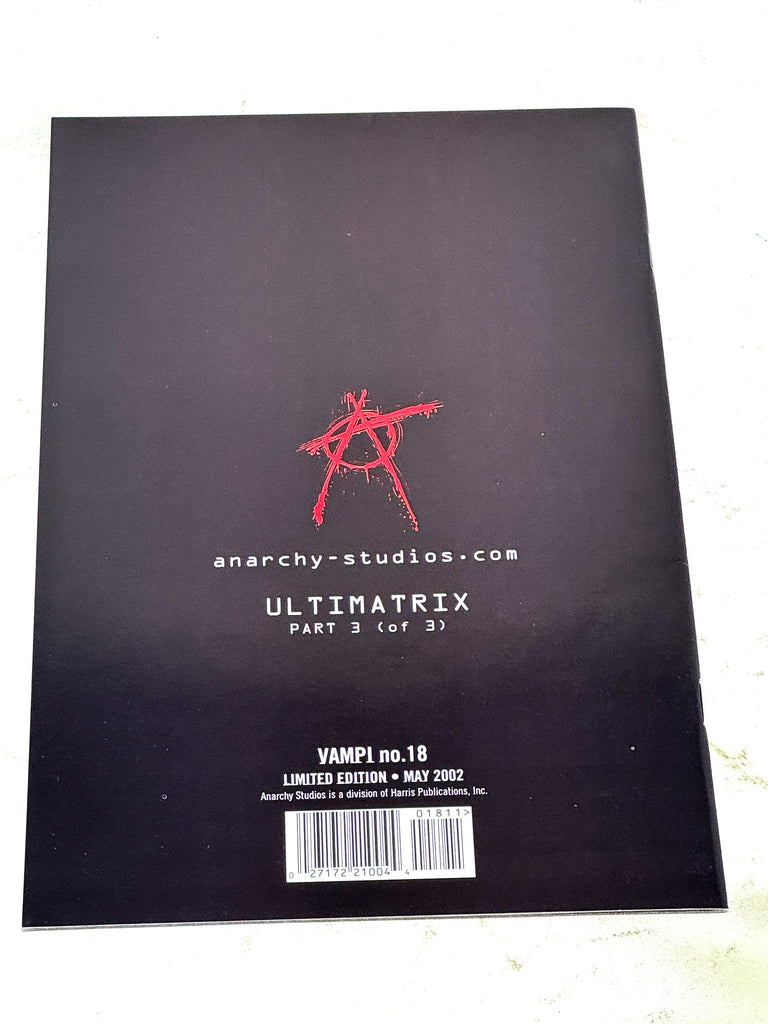 anarchy-studios.com
ULTIMATRIX
PART 3 (of 3)
VAMPI no.18
LIMITED EDITION • MAY 2002
Anarchy Studios is a division of Harris Publications, Inc.
01811>
0 27172 21004 4